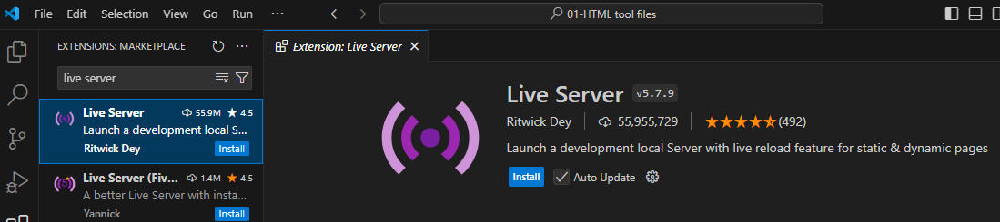 File Edit Selection View Go Run ··· 01-HTML tool files
EXTENSIONS: MARKETPLACE ···
Extension: Live Server
live server
Live Server 55.9M 4.5
Launch a development local S...
Ritwick Dey Install
Live Server (Fiv... 1.4M 4.5
A better Live Server with insta...
Yannick Install
Live Server v5.7.9
Ritwick Dey 55,955,729 (492)
Launch a development local Server with live reload feature for static & dynamic pages
Install Auto Update